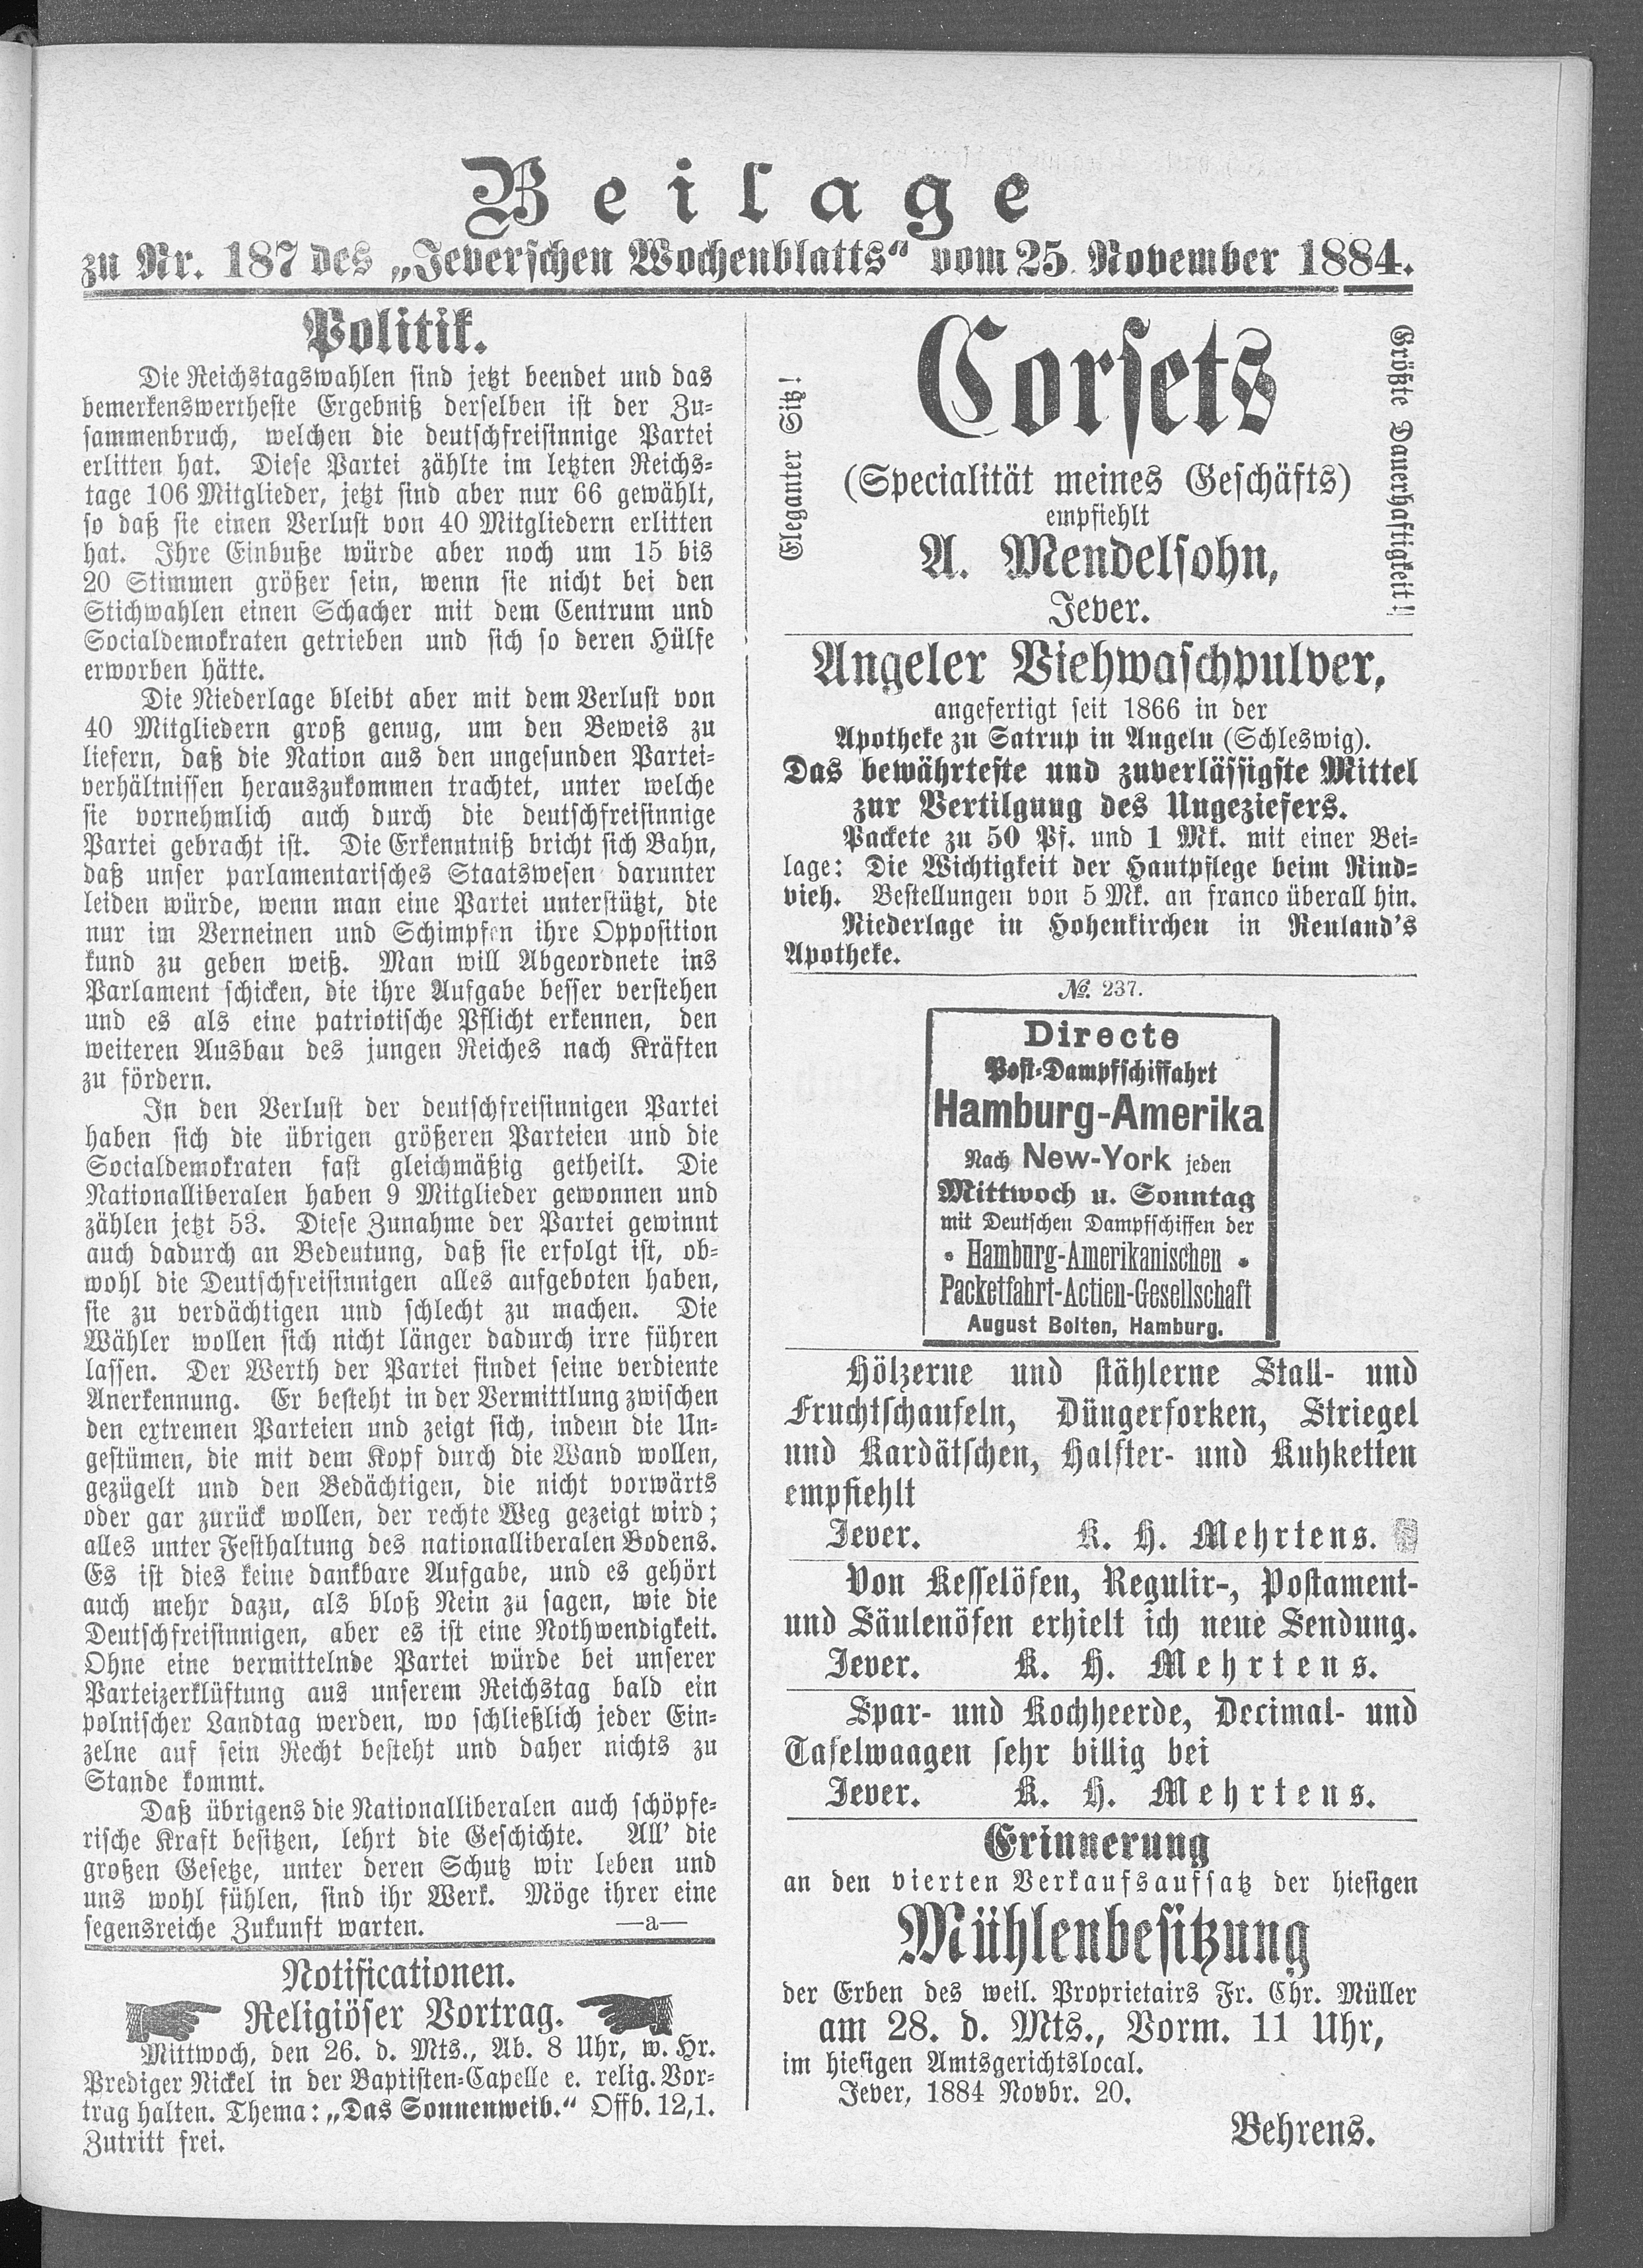 Beilage
zu Nr. 187 des „Jeverschen Wochenblatts“ vom 25. November 1884.
Politik.
Die Reichstagswahlen sind jetzt beendet und das
bemerkenswertheste Ergebniß derselben ist der Zu-
sammenbruch, welchen die deutschfreisinnige Partei
erlitten hat. Diese Partei zählte im letzten Reichs-
tage 106 Mitglieder, jetzt sind aber nur 66 gewählt,
so daß sie einen Verlust von 40 Mitgliedern erlitten
hat. Ihre Einbuße würde aber noch um 15 bis
20 Stimmen größer sein, wenn sie nicht bei den
Stichwahlen einen Schacher mit dem Centrum und
Socialdemokraten getrieben und sich so deren Hülfe
erworben hätte.
Die Niederlage bleibt aber mit dem Verlust von
40 Mitgliedern groß genug, um den Beweis zu
liefern, daß die Nation aus den ungesunden Partei-
verhältnissen herauszukommen trachtet, unter welche
sie vornehmlich auch durch die deutschfreisinnige
Partei gebracht ist. Die Erkenntniß bricht sich Bahn,
daß unser parlamentarisches Staatswesen darunter
leiden würde, wenn man eine Partei unterstützt, die
nur im Verneinen und Schimpfen ihre Opposition
kund zu geben weiß. Man will Abgeordnete ins
Parlament schicken, die ihre Aufgabe besser verstehen
und es als eine patriotische Pflicht erkennen, den
weiteren Ausbau des jungen Reiches nach Kräften
zu fördern.
In den Verlust der deutschfreisinnigen Partei
haben sich die übrigen größeren Parteien und die
Socialdemokraten fast gleichmäßig getheilt. Die
Nationalliberalen haben 9 Mitglieder gewonnen und
zählen jetzt 53. Diese Zunahme der Partei gewinnt
auch dadurch an Bedeutung, daß sie erfolgt ist, ob-
wohl die Deutschfreisinnigen alles aufgeboten haben,
sie zu verdächtigen und schlecht zu machen. Die
Wähler wollen sich nicht länger dadurch irre führen
lassen. Der Werth der Partei findet seine verdiente
Anerkennung. Er besteht in der Vermittlung zwischen
den extremen Parteien und zeigt sich, indem die Un-
gestümen, die mit dem Kopf durch die Wand wollen,
gezügelt und den Bedächtigen, die nicht vorwärts
oder gar zurück wollen, der rechte Weg gezeigt wird;
alles unter Festhaltung des nationalliberalen Bodens.
Es ist dies keine dankbare Aufgabe, und es gehört
auch mehr dazu, als bloß Nein zu sagen, wie die
Deutschfreisinnigen, aber es ist eine Nothwendigkeit.
Ohne eine vermittelnde Partei würde bei unserer
Parteizerklüftung aus unserem Reichstag bald ein
polnischer Landtag werden, wo schließlich jeder Ein-
zelne auf sein Recht besteht und daher nichts zu
Stande kommt.
Daß übrigens die Nationalliberalen auch schöpfe-
rische Kraft besitzen, lehrt die Geschichte. All' die
großen Gesetze, unter deren Schutz wir leben und
uns wohl fühlen, sind ihr Werk. Möge ihrer eine
segensreiche Zukunft warten. —a—
Notificationen.
Religiöser Vortrag.
Mittwoch, den 26. d. Mts., Ab. 8 Uhr, w. Hr.
Prediger Nickel in der Baptisten-Capelle e. relig. Vor-
trag halten. Thema: „Das Sonnenweib.“ Offb. 12,1.
Zutritt frei.
Eleganter Sitz!
Corsets
(Specialität meines Geschäfts)
empfiehlt
A. Mendelsohn,
Jever.
Größte Dauerhaftigkeit!
Angeler Viehwaschpulver,
angefertigt seit 1866 in der
Apotheke zu Satrup in Angeln (Schleswig).
Das bewährteste und zuverlässigste Mittel
zur Vertilgung des Ungeziefers.
Packete zu 50 Pf. und 1 Mk. mit einer Bei-
lage: Die Wichtigkeit der Hautpflege beim Rind-
vieh. Bestellungen von 5 Mk. an franco überall hin.
Niederlage in Hohenkirchen in Reuland's
Apotheke.
№. 237.
Directe
Post-Dampfschiffahrt
Hamburg-Amerika
Nach New-York jeden
Mittwoch u. Sonntag
mit Deutschen Dampfschiffen der
• Hamburg-Amerikanischen •
Packetfahrt-Actien-Gesellschaft
August Bolten, Hamburg.
Hölzerne und stählerne Stall- und
Fruchtschaufeln, Düngerforken, Striegel
und Kardätschen, Halfter- und Kuhketten
empfiehlt
Jever. K. H. Mehrtens.
Von Kesselöfen, Regulir-, Postament-
und Säulenöfen erhielt ich neue Sendung.
Jever. K. H. Mehrtens.
Spar- und Kochheerde, Decimal- und
Tafelwaagen sehr billig bei
Jever. K. H. Mehrtens.
Erinnerung
an den vierten Verkaufsaufsatz der hiesigen
Mühlenbesitzung
der Erben des weil. Proprietairs Fr. Chr. Müller
am 28. d. Mts., Vorm. 11 Uhr,
im hiesigen Amtsgerichtslocal.
Jever, 1884 Novbr. 20.
Behrens.